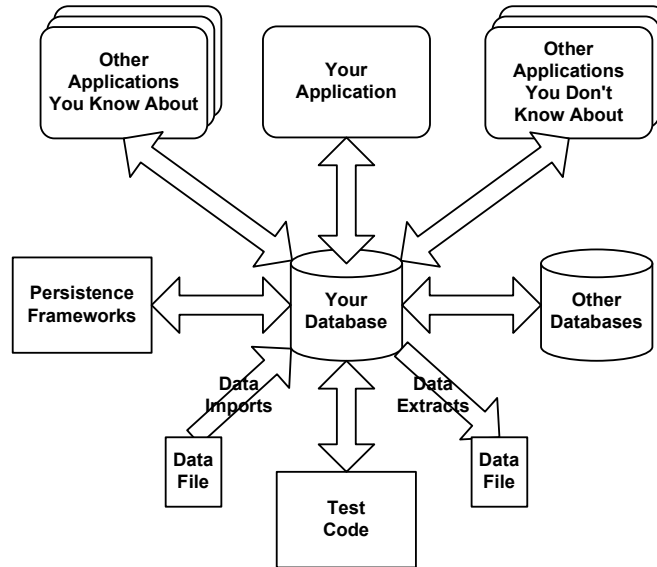 Other
Applications
You Know About
Your
Application
Other
Applications
You Don't
Know About
Persistence
Frameworks
Your
Database
Other
Databases
Data
Imports
Data
Extracts
Data
File
Test
Code
Data
File